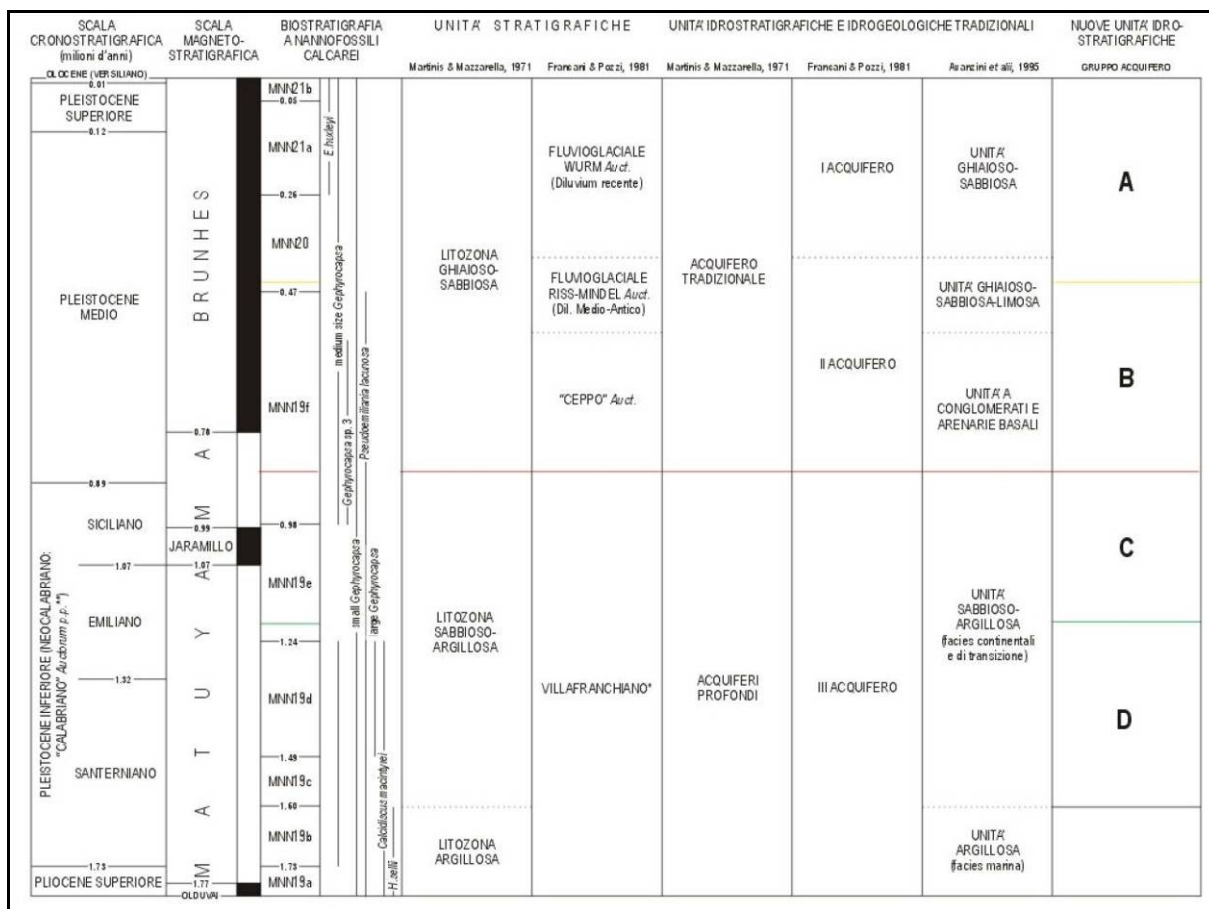 SCALA
CRONOSTRATIGRAFICA
(milioni d'anni)
SCALA
MAGNETO-
STRATIGRAFICA
BIOSTRATIGRAFIA
A NANNOFOSSILI
CALCAREI
UNITA' STRATIGRAFICHE
Martinis & Mazzarella, 1971
Francani & Pozzi, 1981
UNITA' IDROSTRATIGRAFICHE E IDROGEOLOGICHE TRADIZIONALI
Martinis & Mazzarella, 1971
Francani & Pozzi, 1981
Avanzini et alii, 1995
NUOVE UNITA' IDRO-
STRATIGRAFICHE
GRUPPO ACQUIFERO
OLOCENE (VERSILIANO)
0.01
PLEISTOCENE
SUPERIORE
0.12
PLEISTOCENE
MEDIO
0.89
SICILIANO
1.07
EMILIANO
1.32
SANTERNIANO
1.73
PLIOCENE SUPERIORE
PLEISTOCENE INFERIORE (NEOCALABRIANO:
"CALABRIANO" Auctorum p.p.**)
BRUNHES
0.78
MATUYAMA
0.99
JARAMILLO
1.07
1.77
OLDUVAI
MNN21b
0.05
MNN21a
0.26
MNN20
0.47
MNN19f
0.98
MNN19e
1.24
MNN19d
1.49
MNN19c
1.60
MNN19b
1.73
MNN19a
E.huxleyi
medium size Gephyrocapsa
Gephyrocapsa sp. 3
small Gephyrocapsa
Pseudoemiliania lacunosa
large Gephyrocapsa
Calcidiscus macintyrei
H.sellii
LITOZONA
GHIAIOSO-
SABBIOSA
LITOZONA
SABBIOSO-
ARGILLOSA
LITOZONA
ARGILLOSA
FLUVIOGLACIALE
WURM Auct.
(Diluvium recente)
FLUVIOGLACIALE
RISS-MINDEL Auct.
(Dil. Medio-Antico)
"CEPPO" Auct.
VILLAFRANCHIANO*
ACQUIFERO
TRADIZIONALE
ACQUIFERI
PROFONDI
I ACQUIFERO
II ACQUIFERO
III ACQUIFERO
UNITA'
GHIAIOSO-
SABBIOSA
UNITA' GHIAIOSO-
SABBIOSA-LIMOSA
UNITA' A
CONGLOMERATI E
ARENARIE BASALI
UNITA'
SABBIOSO-
ARGILLOSA
(facies continentali
e di transizione)
UNITA'
ARGILLOSA
(facies marina)
A
B
C
D